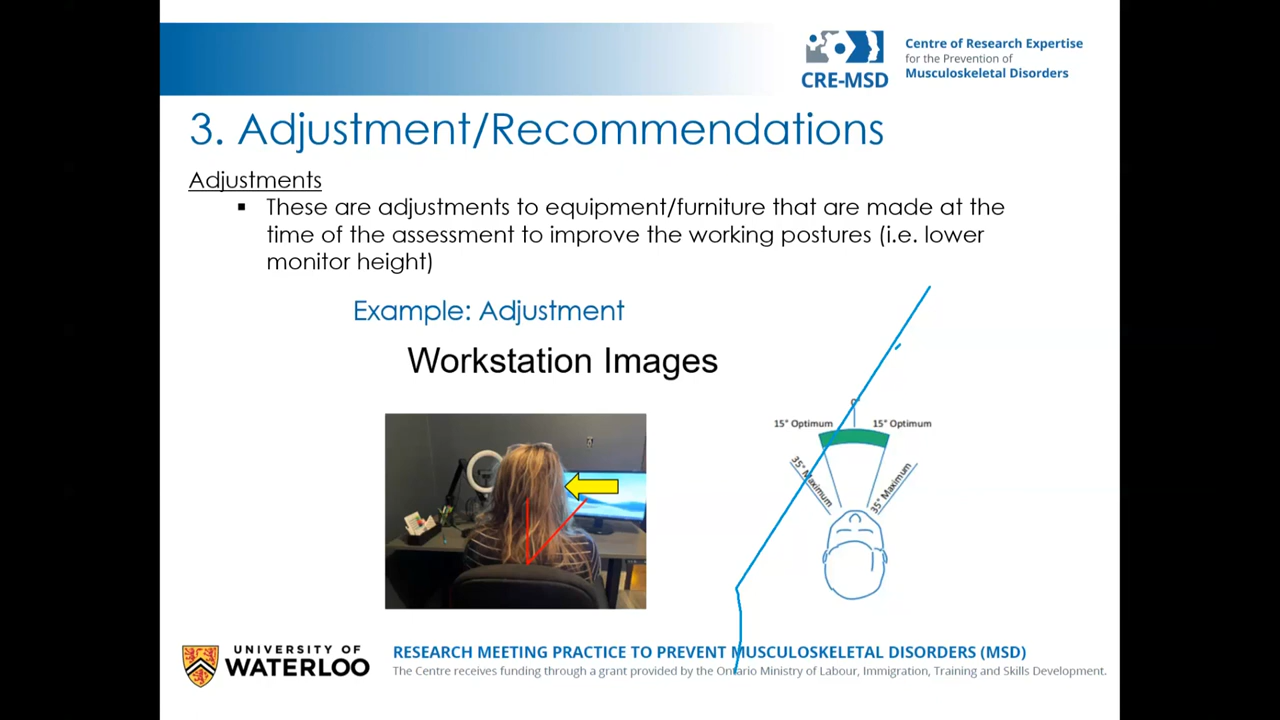 Centre of Research Expertise
for the Prevention of
Musculoskeletal Disorders
CRE-MSD
3. Adjustment/Recommendations
Adjustments
▪ These are adjustments to equipment/furniture that are made at the
time of the assessment to improve the working postures (i.e. lower
monitor height)
Example: Adjustment
Workstation Images
0°
15° Optimum
15° Optimum
35° Maximum
35° Maximum
UNIVERSITY OF
WATERLOO
RESEARCH MEETING PRACTICE TO PREVENT MUSCULOSKELETAL DISORDERS (MSD)
The Centre receives funding through a grant provided by the Ontario Ministry of Labour, Immigration, Training and Skills Development.